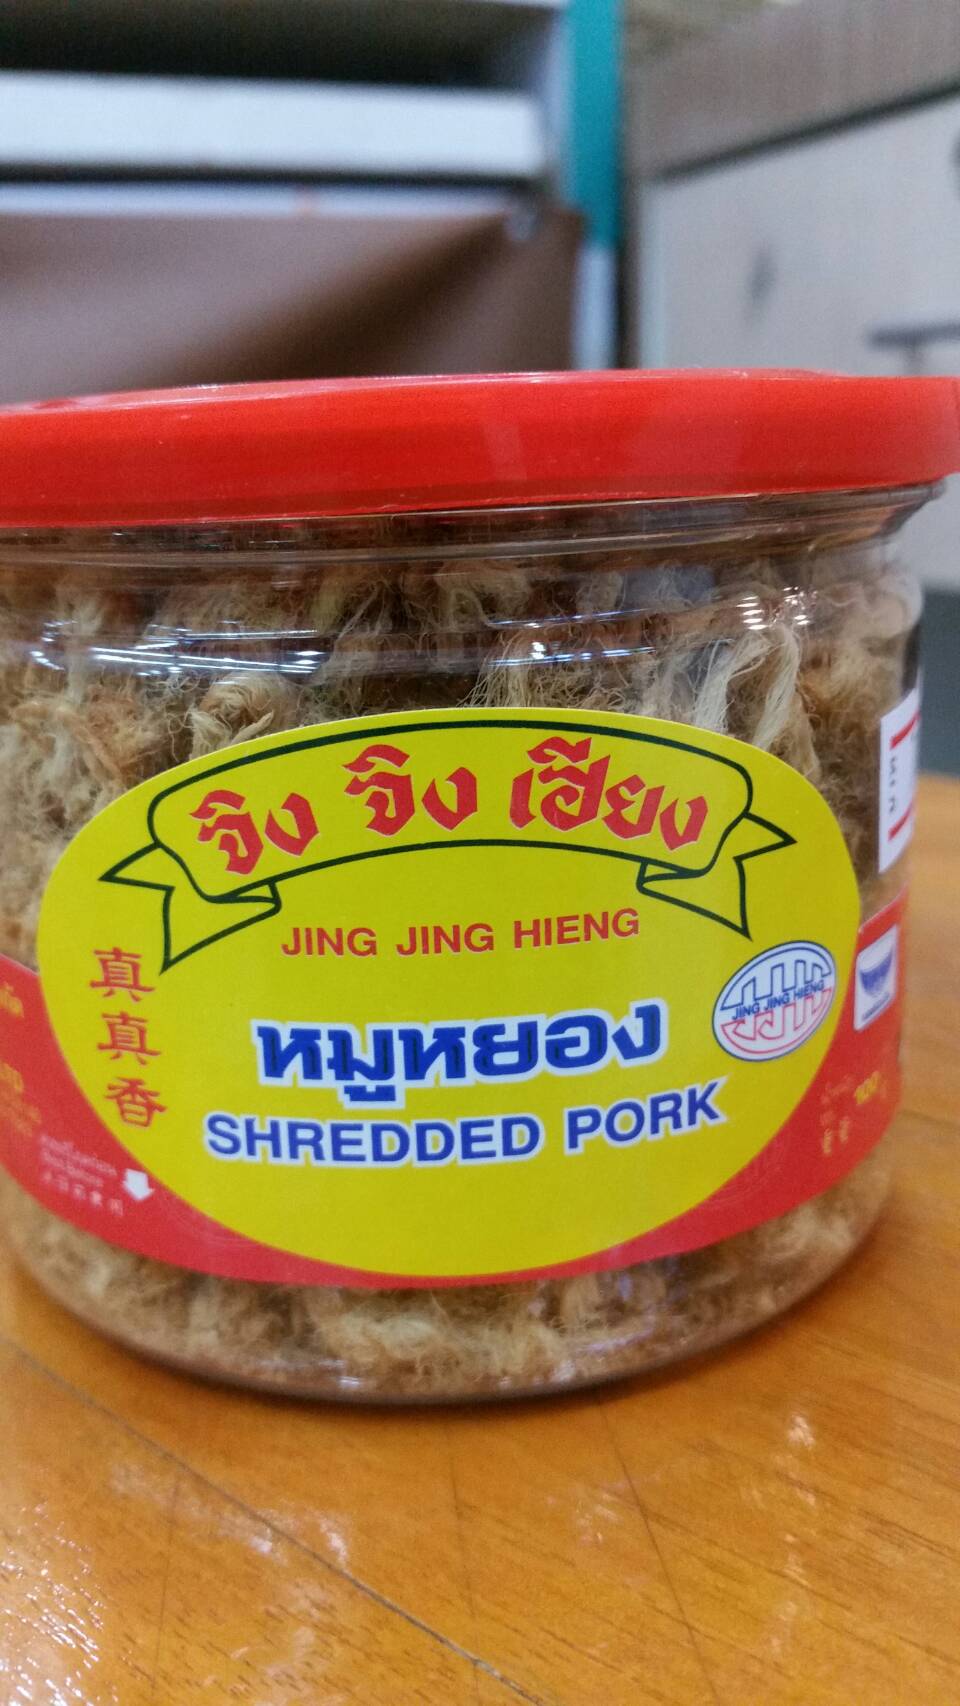 จิง จิง เฮียง
JING JING HIENG
真
真
香
JING JING HIENG
หมูหยอง
SHREDDED PORK
100